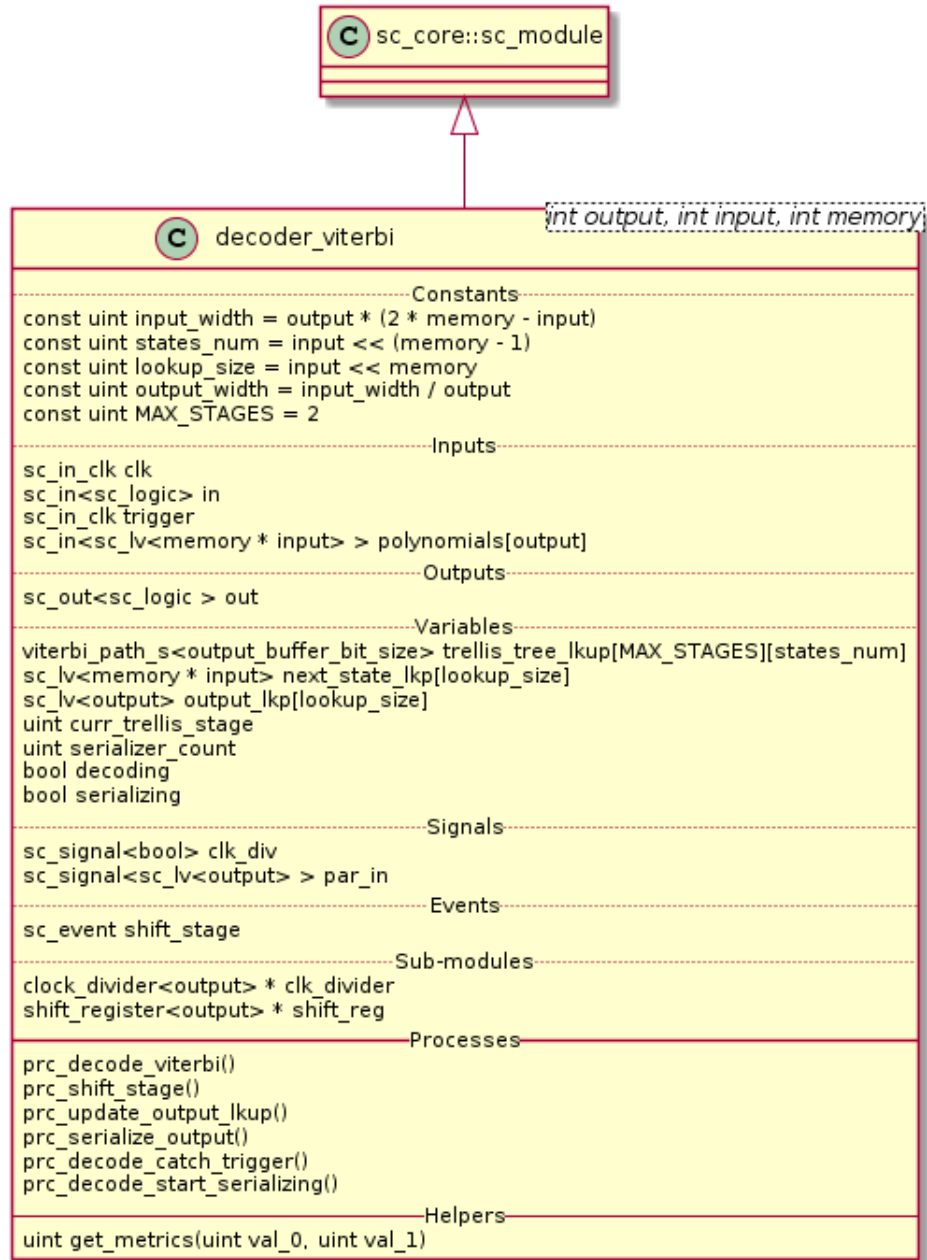 C sc_core::sc_module
int output, int input, int memory
C decoder_viterbi
Constants
const uint input_width = output * (2 * memory - input)
const uint states_num = input << (memory - 1)
const uint lookup_size = input << memory
const uint output_width = input_width / output
const uint MAX_STAGES = 2
Inputs
sc_in_clk clk
sc_in<sc_logic> in
sc_in_clk trigger
sc_in<sc_lv<memory * input> > polynomials[output]
Outputs
sc_out<sc_logic > out
Variables
viterbi_path_s<output_buffer_bit_size> trellis_tree_lkup[MAX_STAGES][states_num]
sc_lv<memory * input> next_state_lkp[lookup_size]
sc_lv<output> output_lkp[lookup_size]
uint curr_trellis_stage
uint serializer_count
bool decoding
bool serializing
Signals
sc_signal<bool> clk_div
sc_signal<sc_lv<output> > par_in
Events
sc_event shift_stage
Sub-modules
clock_divider<output> * clk_divider
shift_register<output> * shift_reg
Processes
prc_decode_viterbi()
prc_shift_stage()
prc_update_output_lkup()
prc_serialize_output()
prc_decode_catch_trigger()
prc_decode_start_serializing()
Helpers
uint get_metrics(uint val_0, uint val_1)